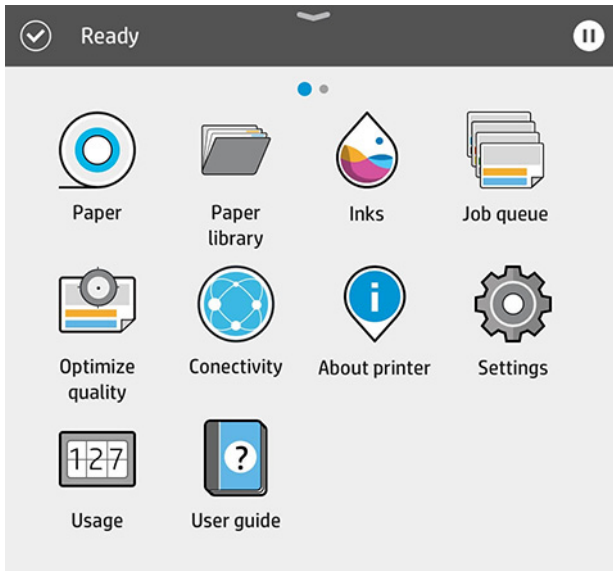 Ready
Paper
Paper
library
Inks
Job queue
Optimize
quality
Conectivity
About printer
Settings
127
Usage
User guide